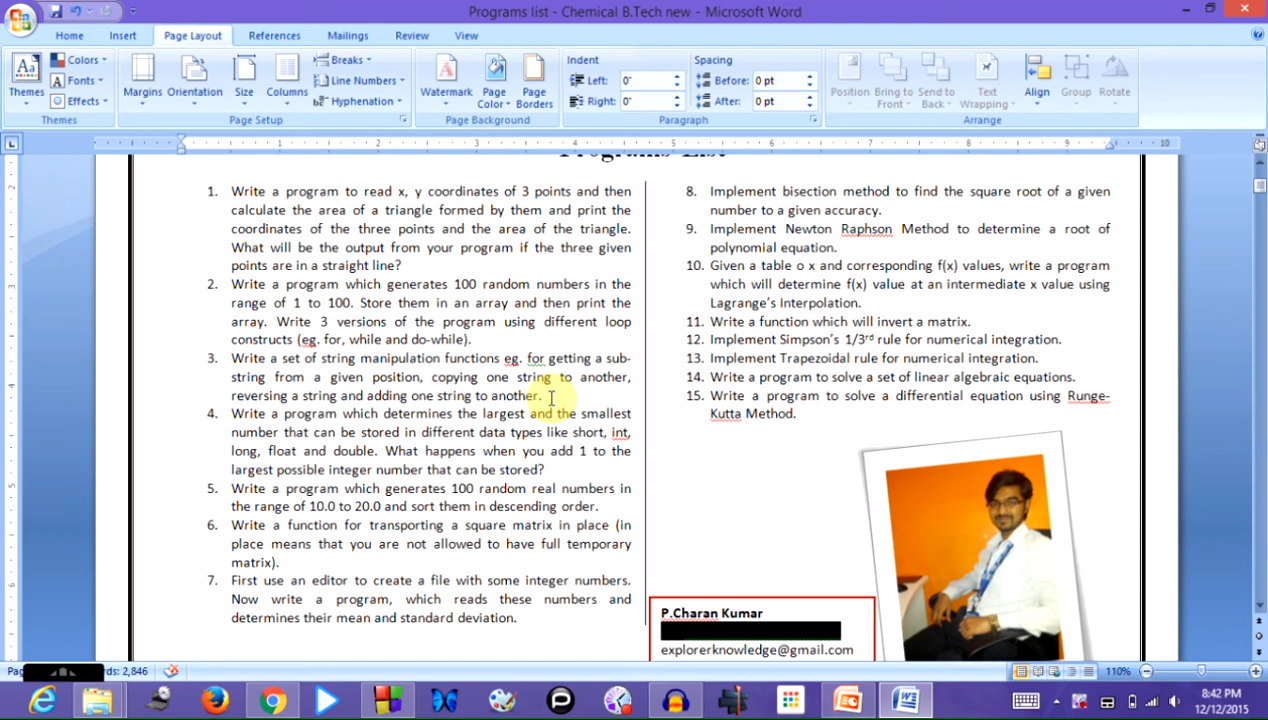 Programs list - Chemical B.Tech new - Microsoft Word
Home Insert Page Layout References Mailings Review View
Themes Colors Fonts Effects Themes
Margins Orientation Size Columns Breaks Line Numbers Hyphenation Page Setup
Watermark Page Color Page Borders Page Background
Indent Left: 0" Right: 0" Spacing Before: 0 pt After: 0 pt Paragraph
Position Bring to Front Send to Back Text Wrapping Align Group Rotate Arrange
1 2 3 4 5 6 7 8 9 10
Programs List
1. Write a program to read x, y coordinates of 3 points and then
calculate the area of a triangle formed by them and print the
coordinates of the three points and the area of the triangle.
What will be the output from your program if the three given
points are in a straight line?
2. Write a program which generates 100 random numbers in the
range of 1 to 100. Store them in an array and then print the
array. Write 3 versions of the program using different loop
constructs (eg. for, while and do-while).
3. Write a set of string manipulation functions eg. for getting a sub-
string from a given position, copying one string to another,
reversing a string and adding one string to another.
4. Write a program which determines the largest and the smallest
number that can be stored in different data types like short, int,
long, float and double. What happens when you add 1 to the
largest possible integer number that can be stored?
5. Write a program which generates 100 random real numbers in
the range of 10.0 to 20.0 and sort them in descending order.
6. Write a function for transporting a square matrix in place (in
place means that you are not allowed to have full temporary
matrix).
7. First use an editor to create a file with some integer numbers.
Now write a program, which reads these numbers and
determines their mean and standard deviation.
8. Implement bisection method to find the square root of a given
number to a given accuracy.
9. Implement Newton Raphson Method to determine a root of
polynomial equation.
10. Given a table o x and corresponding f(x) values, write a program
which will determine f(x) value at an intermediate x value using
Lagrange's Interpolation.
11. Write a function which will invert a matrix.
12. Implement Simpson's 1/3rd rule for numerical integration.
13. Implement Trapezoidal rule for numerical integration.
14. Write a program to solve a set of linear algebraic equations.
15. Write a program to solve a differential equation using Runge-
Kutta Method.
P.Charan Kumar
explorerknowledge@gmail.com
2,846
110%
8:42 PM
12/12/2015